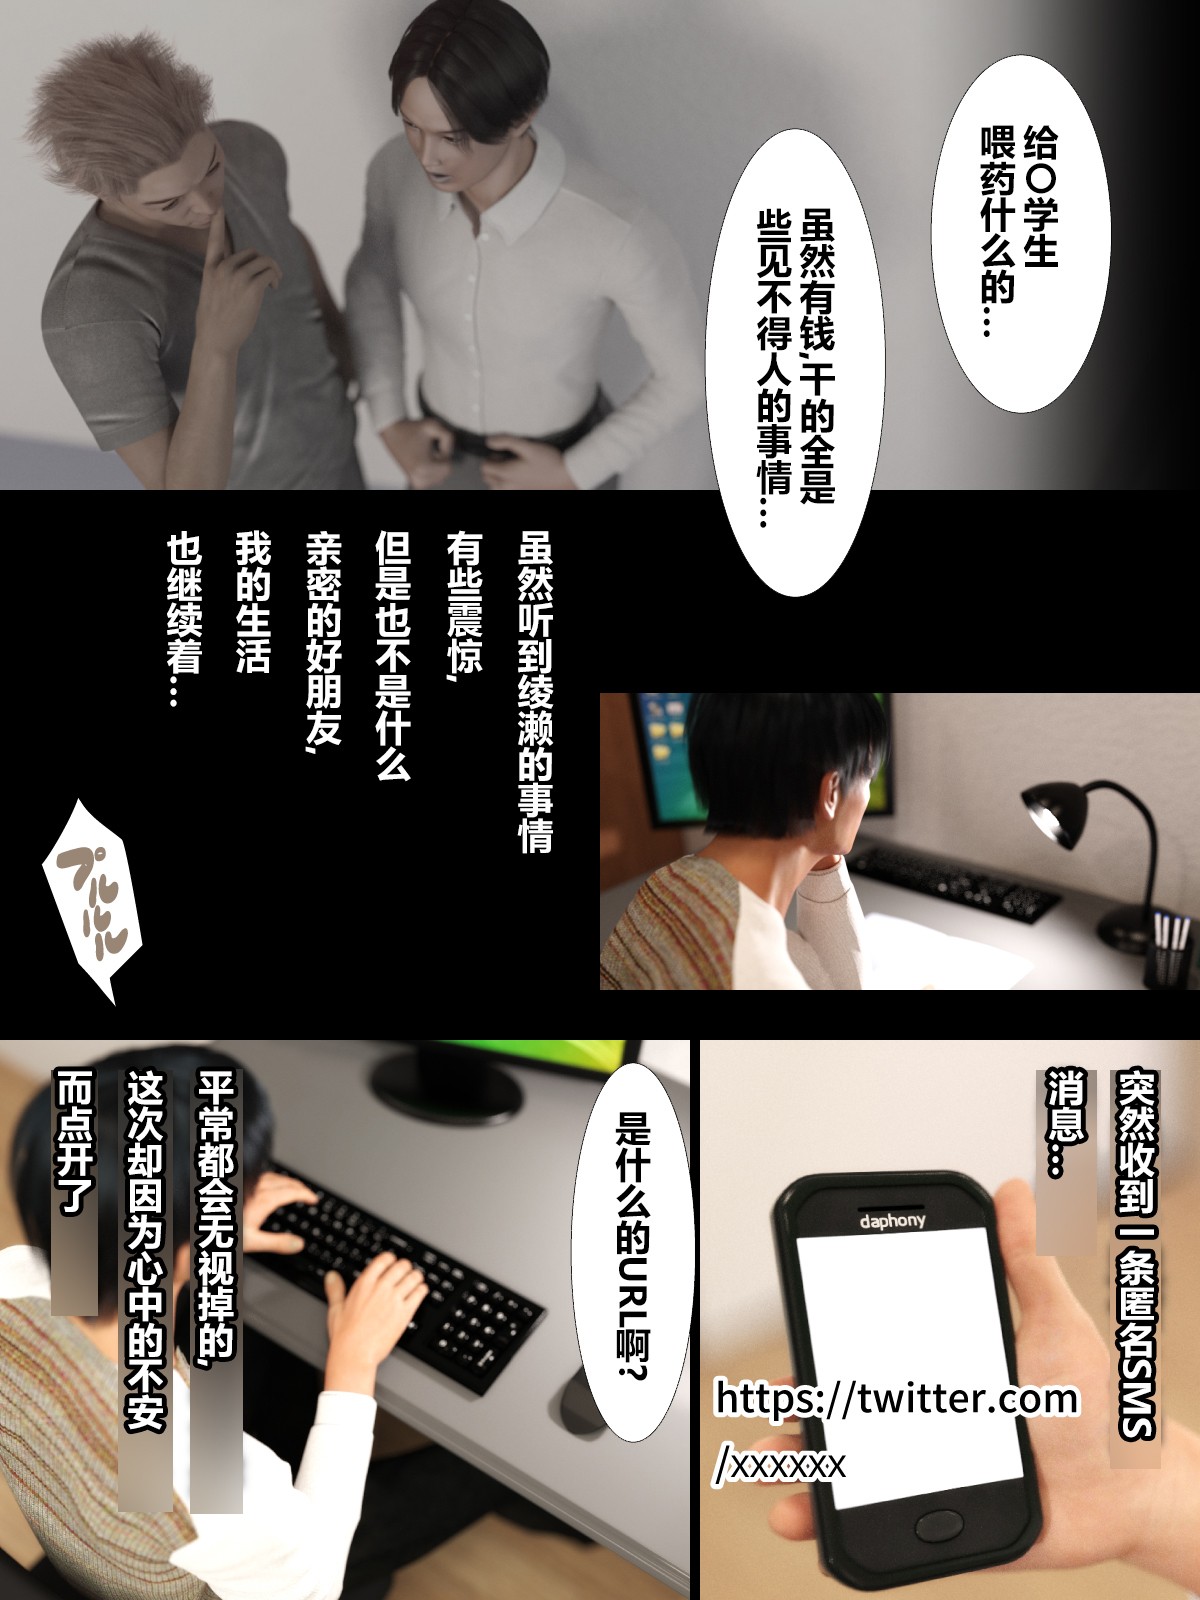 给〇学生
喂药什么的…
虽然有钱,干的全是
些见不得人的事情…
虽然听到绫濑的事情
有些震惊,
但是也不是什么
亲密的好朋友,
我的生活
也继续着…
プルルルル
突然收到一条匿名SMS
消息…
daphony
https://twitter.com
/xxxxxx
是什么的URL啊?
平常都会无视掉的,
这次却因为心中的不安
而点开了